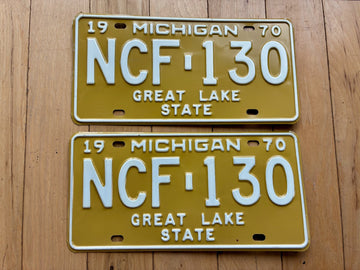 19 MICHIGAN 70
NCF-130
GREAT LAKE
STATE
19 MICHIGAN 70
NCF-130
GREAT LAKE
STATE